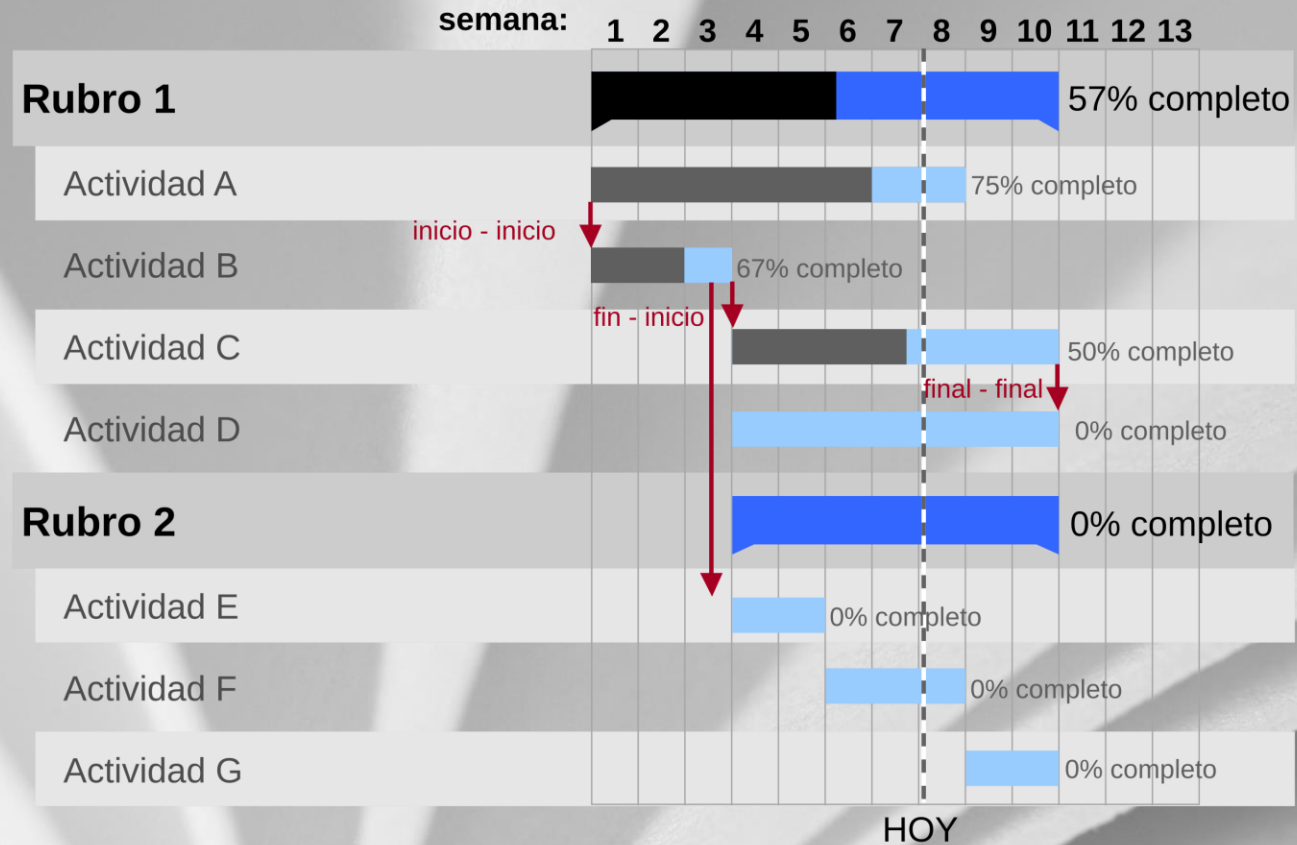 semana: 1 2 3 4 5 6 7 8 9 10 11 12 13
Rubro 1 57% completo
Actividad A 75% completo
inicio - inicio
Actividad B 67% completo
fin - inicio
Actividad C 50% completo
final - final
Actividad D 0% completo
Rubro 2 0% completo
Actividad E 0% completo
Actividad F 0% completo
Actividad G 0% completo
HOY